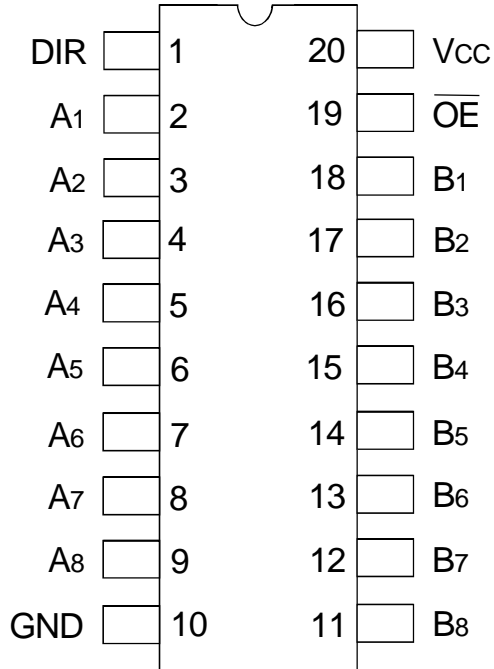 DIR 1 20 VCC
A1 2 19 O̅E̅
A2 3 18 B1
A3 4 17 B2
A4 5 16 B3
A5 6 15 B4
A6 7 14 B5
A7 8 13 B6
A8 9 12 B7
GND 10 11 B8